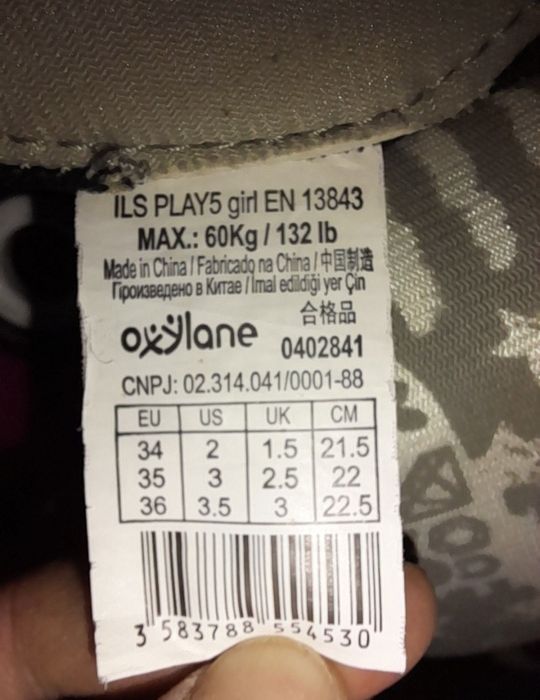 ILS PLAY5 girl EN 13843
MAX.: 60Kg / 132 lb
Made in China / Fabricado na China / 中国制造
Произведено в Китае / İmal edildiği yer Çin
合格品
oxylane
0402841
CNPJ: 02.314.041/0001-88
EU US UK CM
34 2 1.5 21.5
35 3 2.5 22
36 3.5 3 22.5
3 583788 554530